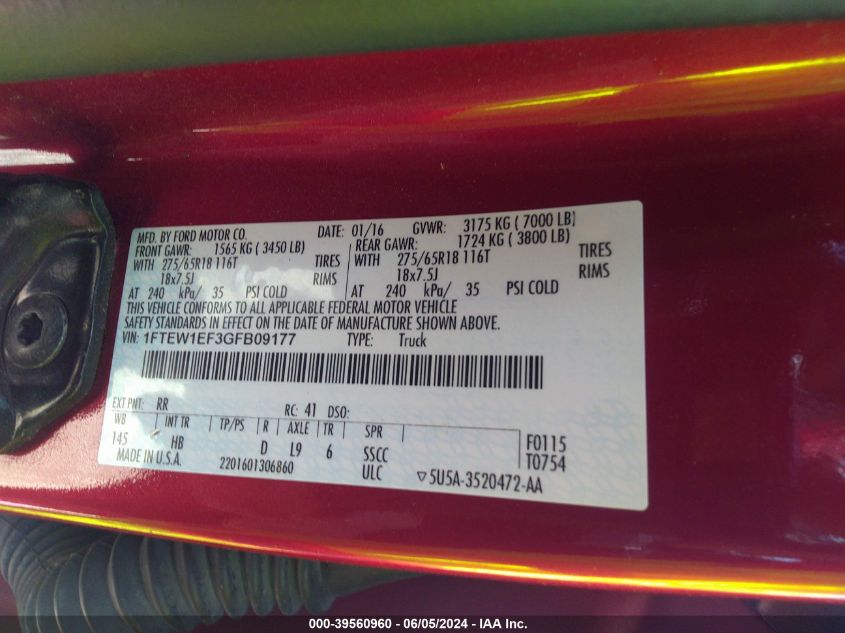 MFD. BY FORD MOTOR CO. DATE: 01/16 GVWR: 3175 KG ( 7000 LB)
FRONT GAWR: 1565 KG ( 3450 LB) REAR GAWR: 1724 KG ( 3800 LB)
WITH 275/65R18 116T TIRES WITH 275/65R18 116T TIRES
18x7.5J RIMS 18x7.5J RIMS
AT 240 kPa/ 35 PSI COLD AT 240 kPa/ 35 PSI COLD
THIS VEHICLE CONFORMS TO ALL APPLICABLE FEDERAL MOTOR VEHICLE
SAFETY STANDARDS IN EFFECT ON THE DATE OF MANUFACTURE SHOWN ABOVE.
VIN: 1FTEW1EF3GFB09177 TYPE: Truck
EXT PNT: RR RC: 41 DSO:
WB INT TR TP/PS R AXLE TR SPR
145 HB D L9 6 SSCC F0115
MADE IN U.S.A. 2201601306860 ULC T0754
▽5U5A-3520472-AA
000-39560960 - 06/05/2024 - IAA Inc.